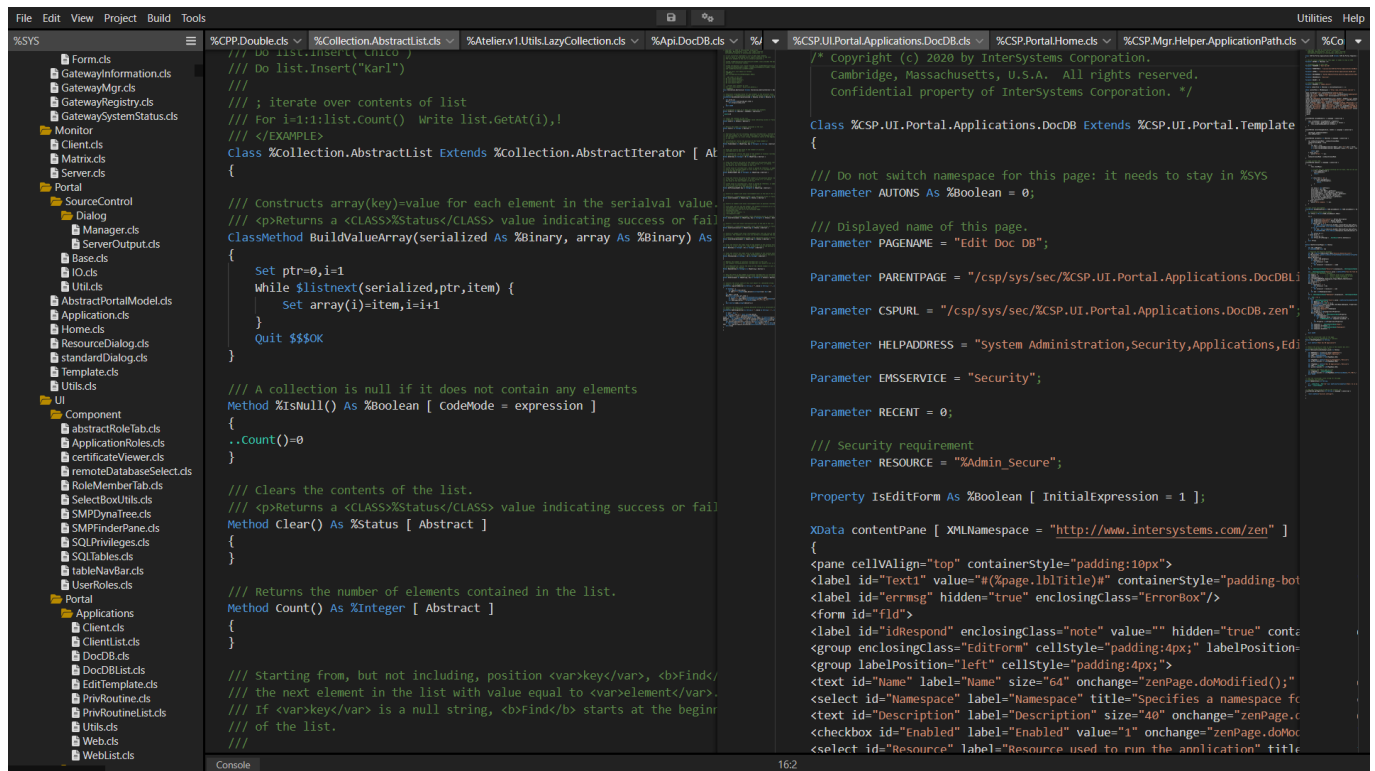 File Edit View Project Build Tools
Utilities Help
%SYS
Form.cls
GatewayInformation.cls
GatewayMgr.cls
GatewayRegistry.cls
GatewaySystemStatus.cls
Monitor
Client.cls
Matrix.cls
Server.cls
Portal
SourceControl
Dialog
Manager.cls
ServerOutput.cls
Base.cls
IO.cls
Util.cls
AbstractPortalModel.cls
Application.cls
Home.cls
ResourceDialog.cls
standardDialog.cls
Template.cls
Utils.cls
UI
Component
abstractRoleTab.cls
ApplicationRoles.cls
certificateViewer.cls
remoteDatabaseSelect.cls
RoleMemberTab.cls
SelectBoxUtils.cls
SMPDynaTree.cls
SMPFinderPane.cls
SQLPrivileges.cls
SQLTables.cls
tableNavBar.cls
UserRoles.cls
Portal
Applications
Client.cls
ClientList.cls
DocDB.cls
DocDBList.cls
EditTemplate.cls
PrivRoutine.cls
PrivRoutineList.cls
Utils.cls
Web.cls
WebList.cls
%CPP.Double.cls %Collection.AbstractList.cls %Atelier.v1.Utils.LazyCollection.cls %Api.DocDB.cls
/// Do list.Insert("Chico")
/// Do list.Insert("Karl")
///
/// ; iterate over contents of list
/// For i=1:1:list.Count()  Write list.GetAt(i),!
/// </EXAMPLE>
Class %Collection.AbstractList Extends %Collection.AbstractIterator [ Ab
{
/// Constructs array(key)=value for each element in the serialval value.
/// <p>Returns a <CLASS>%Status</CLASS> value indicating success or fail
ClassMethod BuildValueArray(serialized As %Binary, array As %Binary) As
{
Set ptr=0,i=1
While $listnext(serialized,ptr,item) {
Set array(i)=item,i=i+1
}
Quit $$$OK
}
/// A collection is null if it does not contain any elements
Method %IsNull() As %Boolean [ CodeMode = expression ]
{
..Count()=0
}
/// Clears the contents of the list.
/// <p>Returns a <CLASS>%Status</CLASS> value indicating success or fail
Method Clear() As %Status [ Abstract ]
{
}
/// Returns the number of elements contained in the list.
Method Count() As %Integer [ Abstract ]
{
}
/// Starting from, but not including, position <var>key</var>, <b>Find</
/// the next element in the list with value equal to <var>element</var>.
/// If <var>key</var> is a null string, <b>Find</b> starts at the beginn
/// of the list.
///
%CSP.UI.Portal.Applications.DocDB.cls %CSP.Portal.Home.cls %CSP.Mgr.Helper.ApplicationPath.cls %Co
/* Copyright (c) 2020 by InterSystems Corporation.
Cambridge, Massachusetts, U.S.A.  All rights reserved.
Confidential property of InterSystems Corporation. */
Class %CSP.UI.Portal.Applications.DocDB Extends %CSP.UI.Portal.Template
{
/// Do not switch namespace for this page: it needs to stay in %SYS
Parameter AUTONS As %Boolean = 0;
/// Displayed name of this page.
Parameter PAGENAME = "Edit Doc DB";
Parameter PARENTPAGE = "/csp/sys/sec/%CSP.UI.Portal.Applications.DocDBLi
Parameter CSPURL = "/csp/sys/sec/%CSP.UI.Portal.Applications.DocDB.zen";
Parameter HELPADDRESS = "System Administration,Security,Applications,Edi
Parameter EMSSERVICE = "Security";
Parameter RECENT = 0;
/// Security requirement
Parameter RESOURCE = "%Admin_Secure";
Property IsEditForm As %Boolean [ InitialExpression = 1 ];
XData contentPane [ XMLNamespace = "http://www.intersystems.com/zen" ]
{
<pane cellVAlign="top" containerStyle="padding:10px">
<label id="Text1" value="#(%page.lblTitle)#" containerStyle="padding-bot
<label id="errmsg" hidden="true" enclosingClass="ErrorBox"/>
<form id="fld">
<label id="idRespond" enclosingClass="note" value="" hidden="true" conta
<group enclosingClass="EditForm" cellStyle="padding:4px;" labelPosition=
<group labelPosition="left" cellStyle="padding:4px;">
<text id="Name" label="Name" size="64" onchange="zenPage.doModified();"
<select id="Namespace" label="Namespace" title="Specifies a namespace fo
<text id="Description" label="Description" size="40" onchange="zenPage.d
<checkbox id="Enabled" label="Enabled" value="1" onchange="zenPage.doMod
<select id="Resource" label="Resource used to run the application" title
Console
16:2